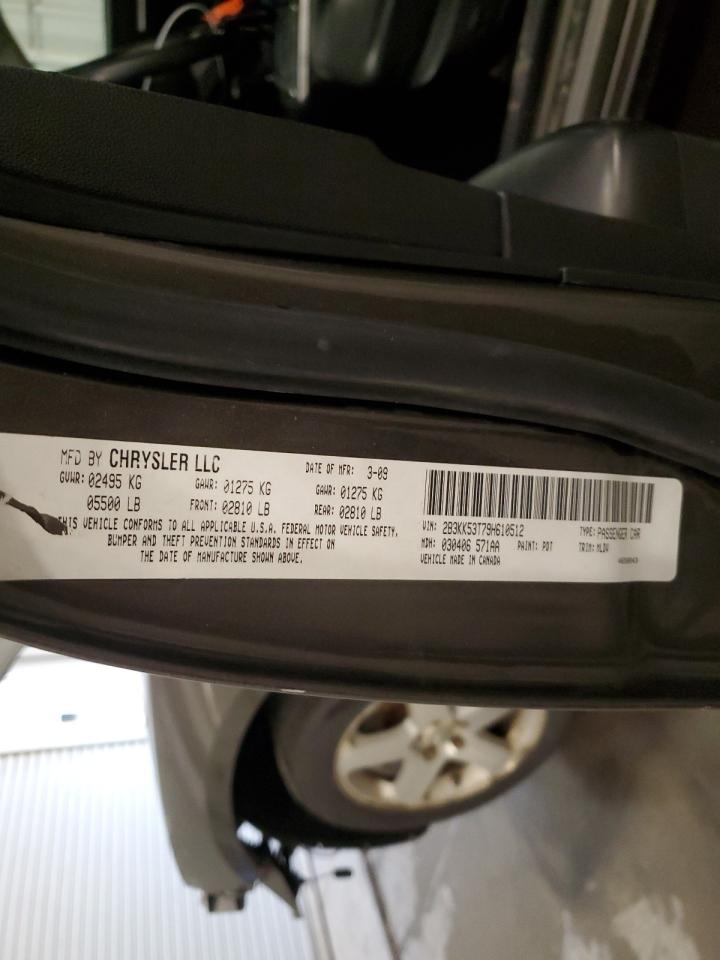 MFD BY CHRYSLER LLC
DATE OF MFR: 3-09
GVWR: 02495 KG
GAWR: 01275 KG
GAWR: 01275 KG
05500 LB
FRONT: 02810 LB
REAR: 02810 LB
THIS VEHICLE CONFORMS TO ALL APPLICABLE U.S.A. FEDERAL MOTOR VEHICLE SAFETY,
BUMPER AND THEFT PREVENTION STANDARDS IN EFFECT ON
THE DATE OF MANUFACTURE SHOWN ABOVE.
VIN: 2B3KK53T79H610512
TYPE: PASSENGER CAR
MDH: 030406 571AA
PAINT: PDT
TRIM: MLDV
VEHICLE MADE IN CANADA